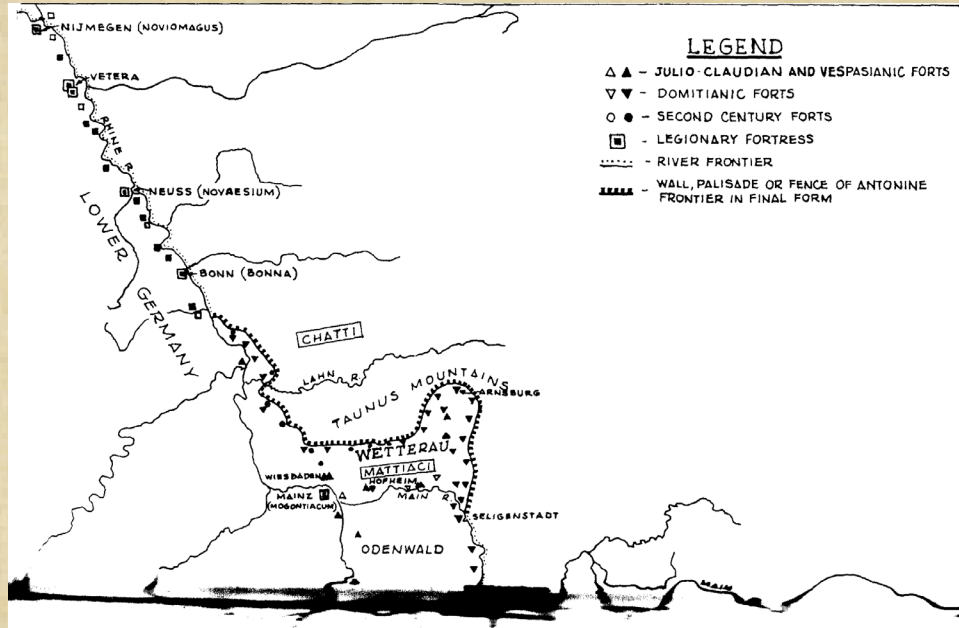 NIJMEGEN (NOVIOMAGUS)
VETERA
RHINE R.
NEUSS (NOVAESIUM)
LOWER
GERMANY
BONN (BONNA)
CHATTI
LAHN R.
TAUNUS MOUNTAINS
ARNSBURG
WETTERAU
MATTIACI
WIESBADEN
HOFHEIM
MAINZ
(MOGONTIACUM)
MAIN R.
SELIGENSTADT
ODENWALD
MAIN
LEGEND
- JULIO-CLAUDIAN AND VESPASIANIC FORTS
- DOMITIANIC FORTS
- SECOND CENTURY FORTS
- LEGIONARY FORTRESS
- RIVER FRONTIER
- WALL, PALISADE OR FENCE OF ANTONINE
FRONTIER IN FINAL FORM